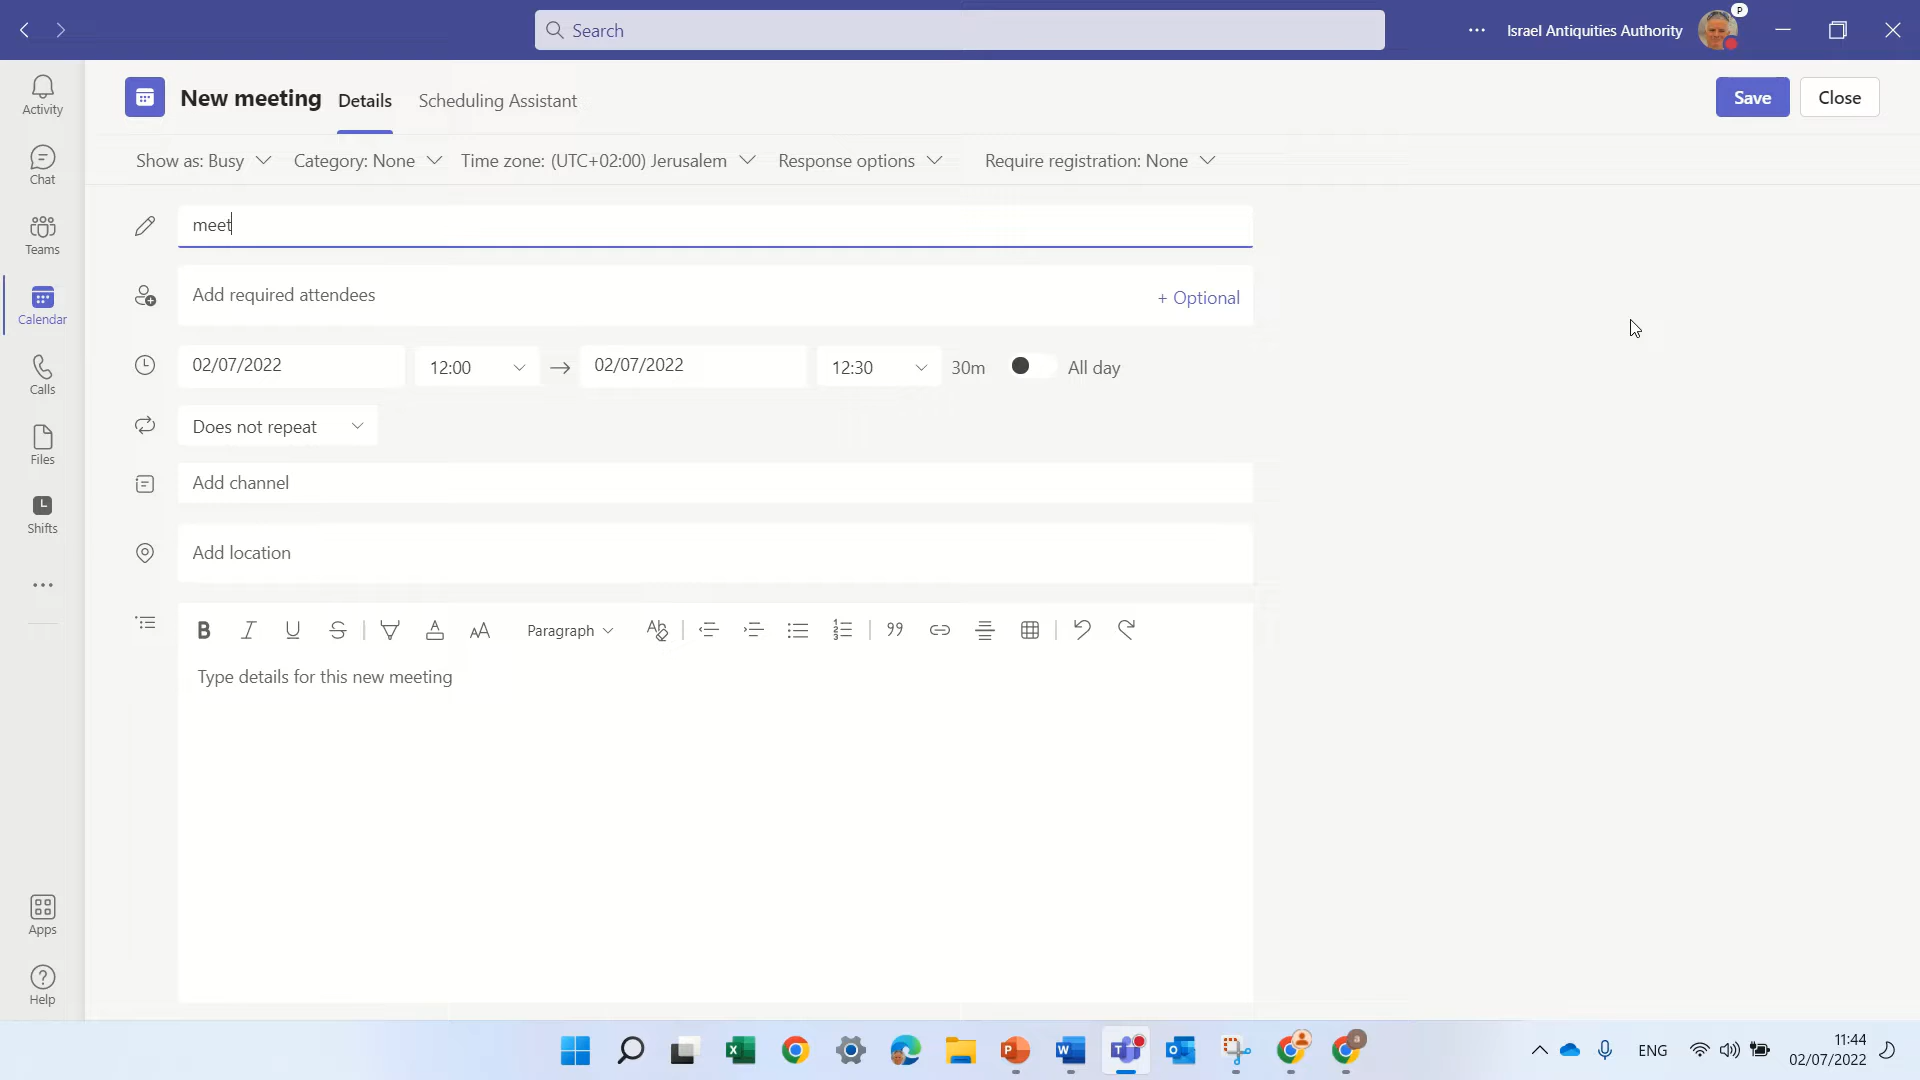 Search
Israel Antiquities Authority
P
Activity
Chat
Teams
Calendar
Calls
Files
Shifts
Apps
Help
New meeting Details Scheduling Assistant
Save Close
Show as: Busy Category: None Time zone: (UTC+02:00) Jerusalem Response options Require registration: None
meet
Add required attendees + Optional
02/07/2022 12:00 02/07/2022 12:30 30m All day
Does not repeat
Add channel
Add location
Paragraph
Type details for this new meeting
ENG
11:44
02/07/2022